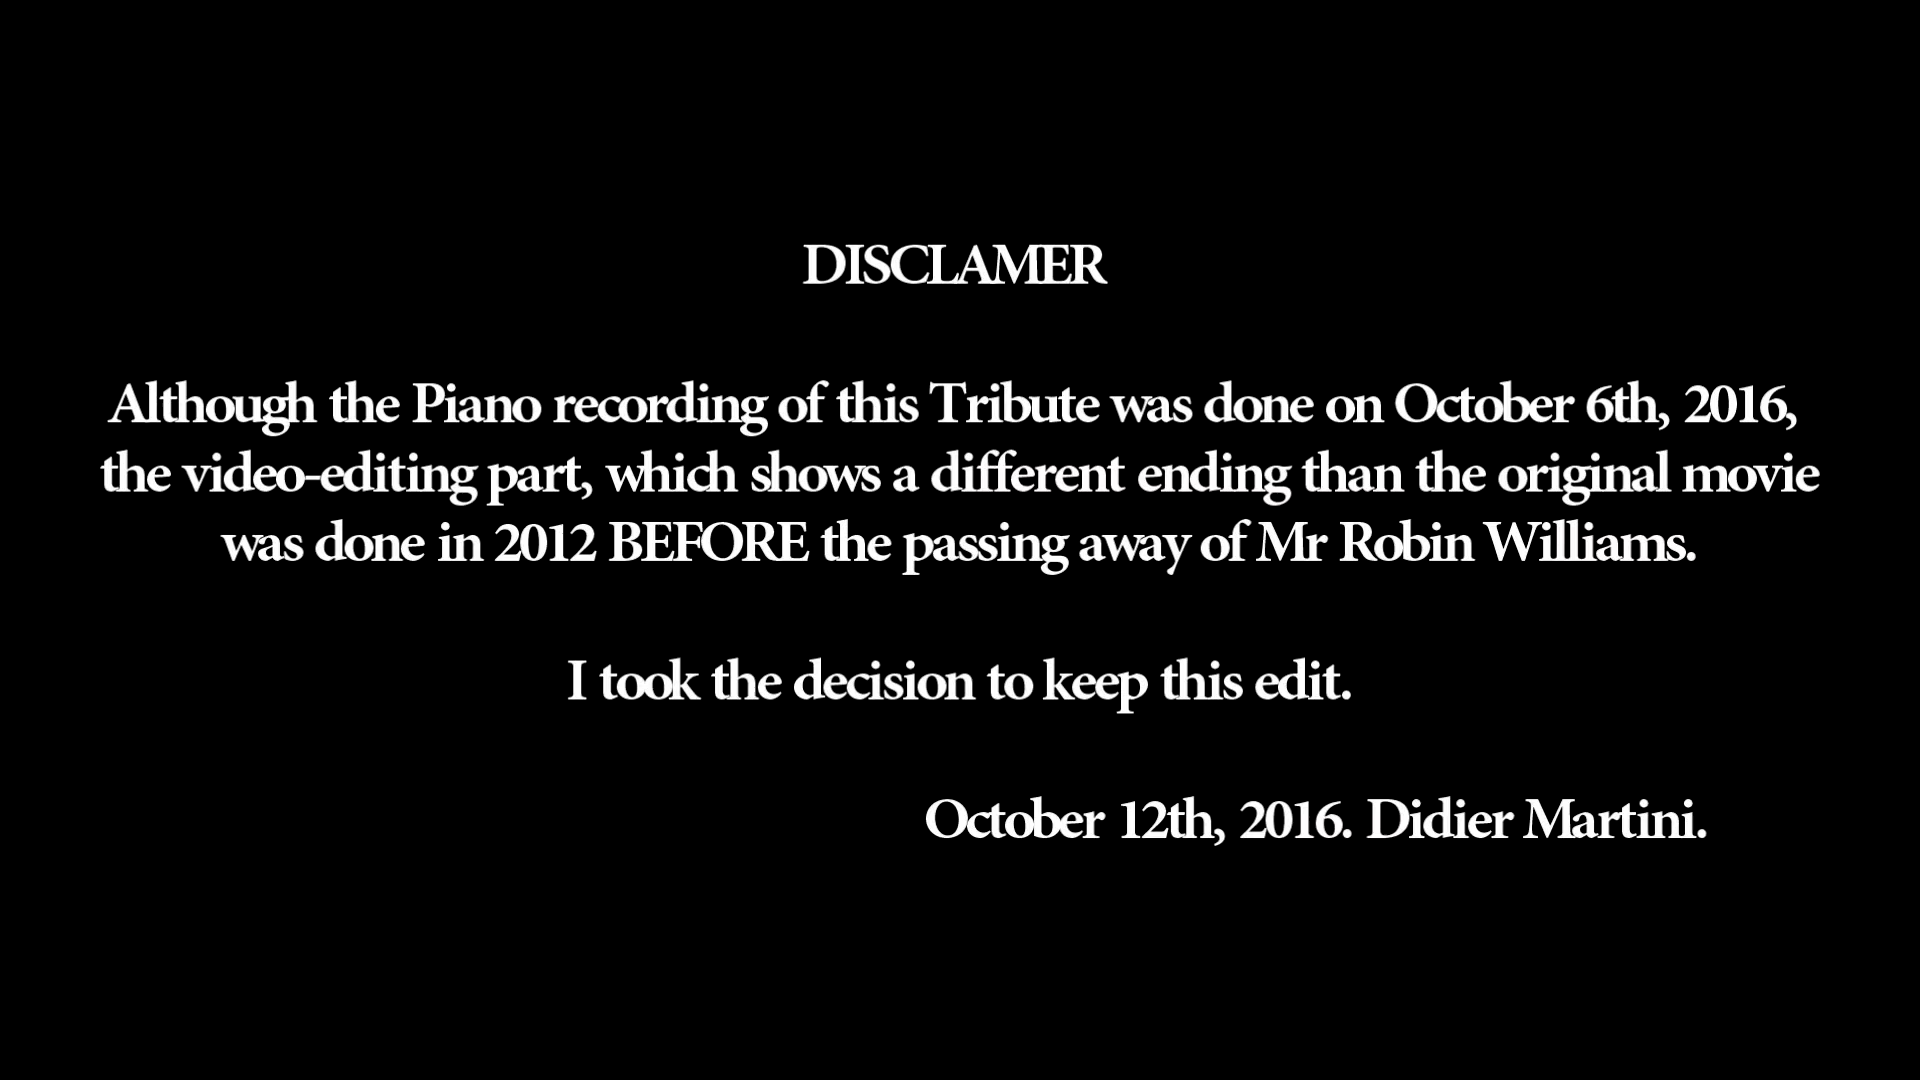 DISCLAMER
Although the Piano recording of this Tribute was done on October 6th, 2016,
the video-editing part, which shows a different ending than the original movie
was done in 2012 BEFORE the passing away of Mr Robin Williams.
I took the decision to keep this edit.
October 12th, 2016. Didier Martini.